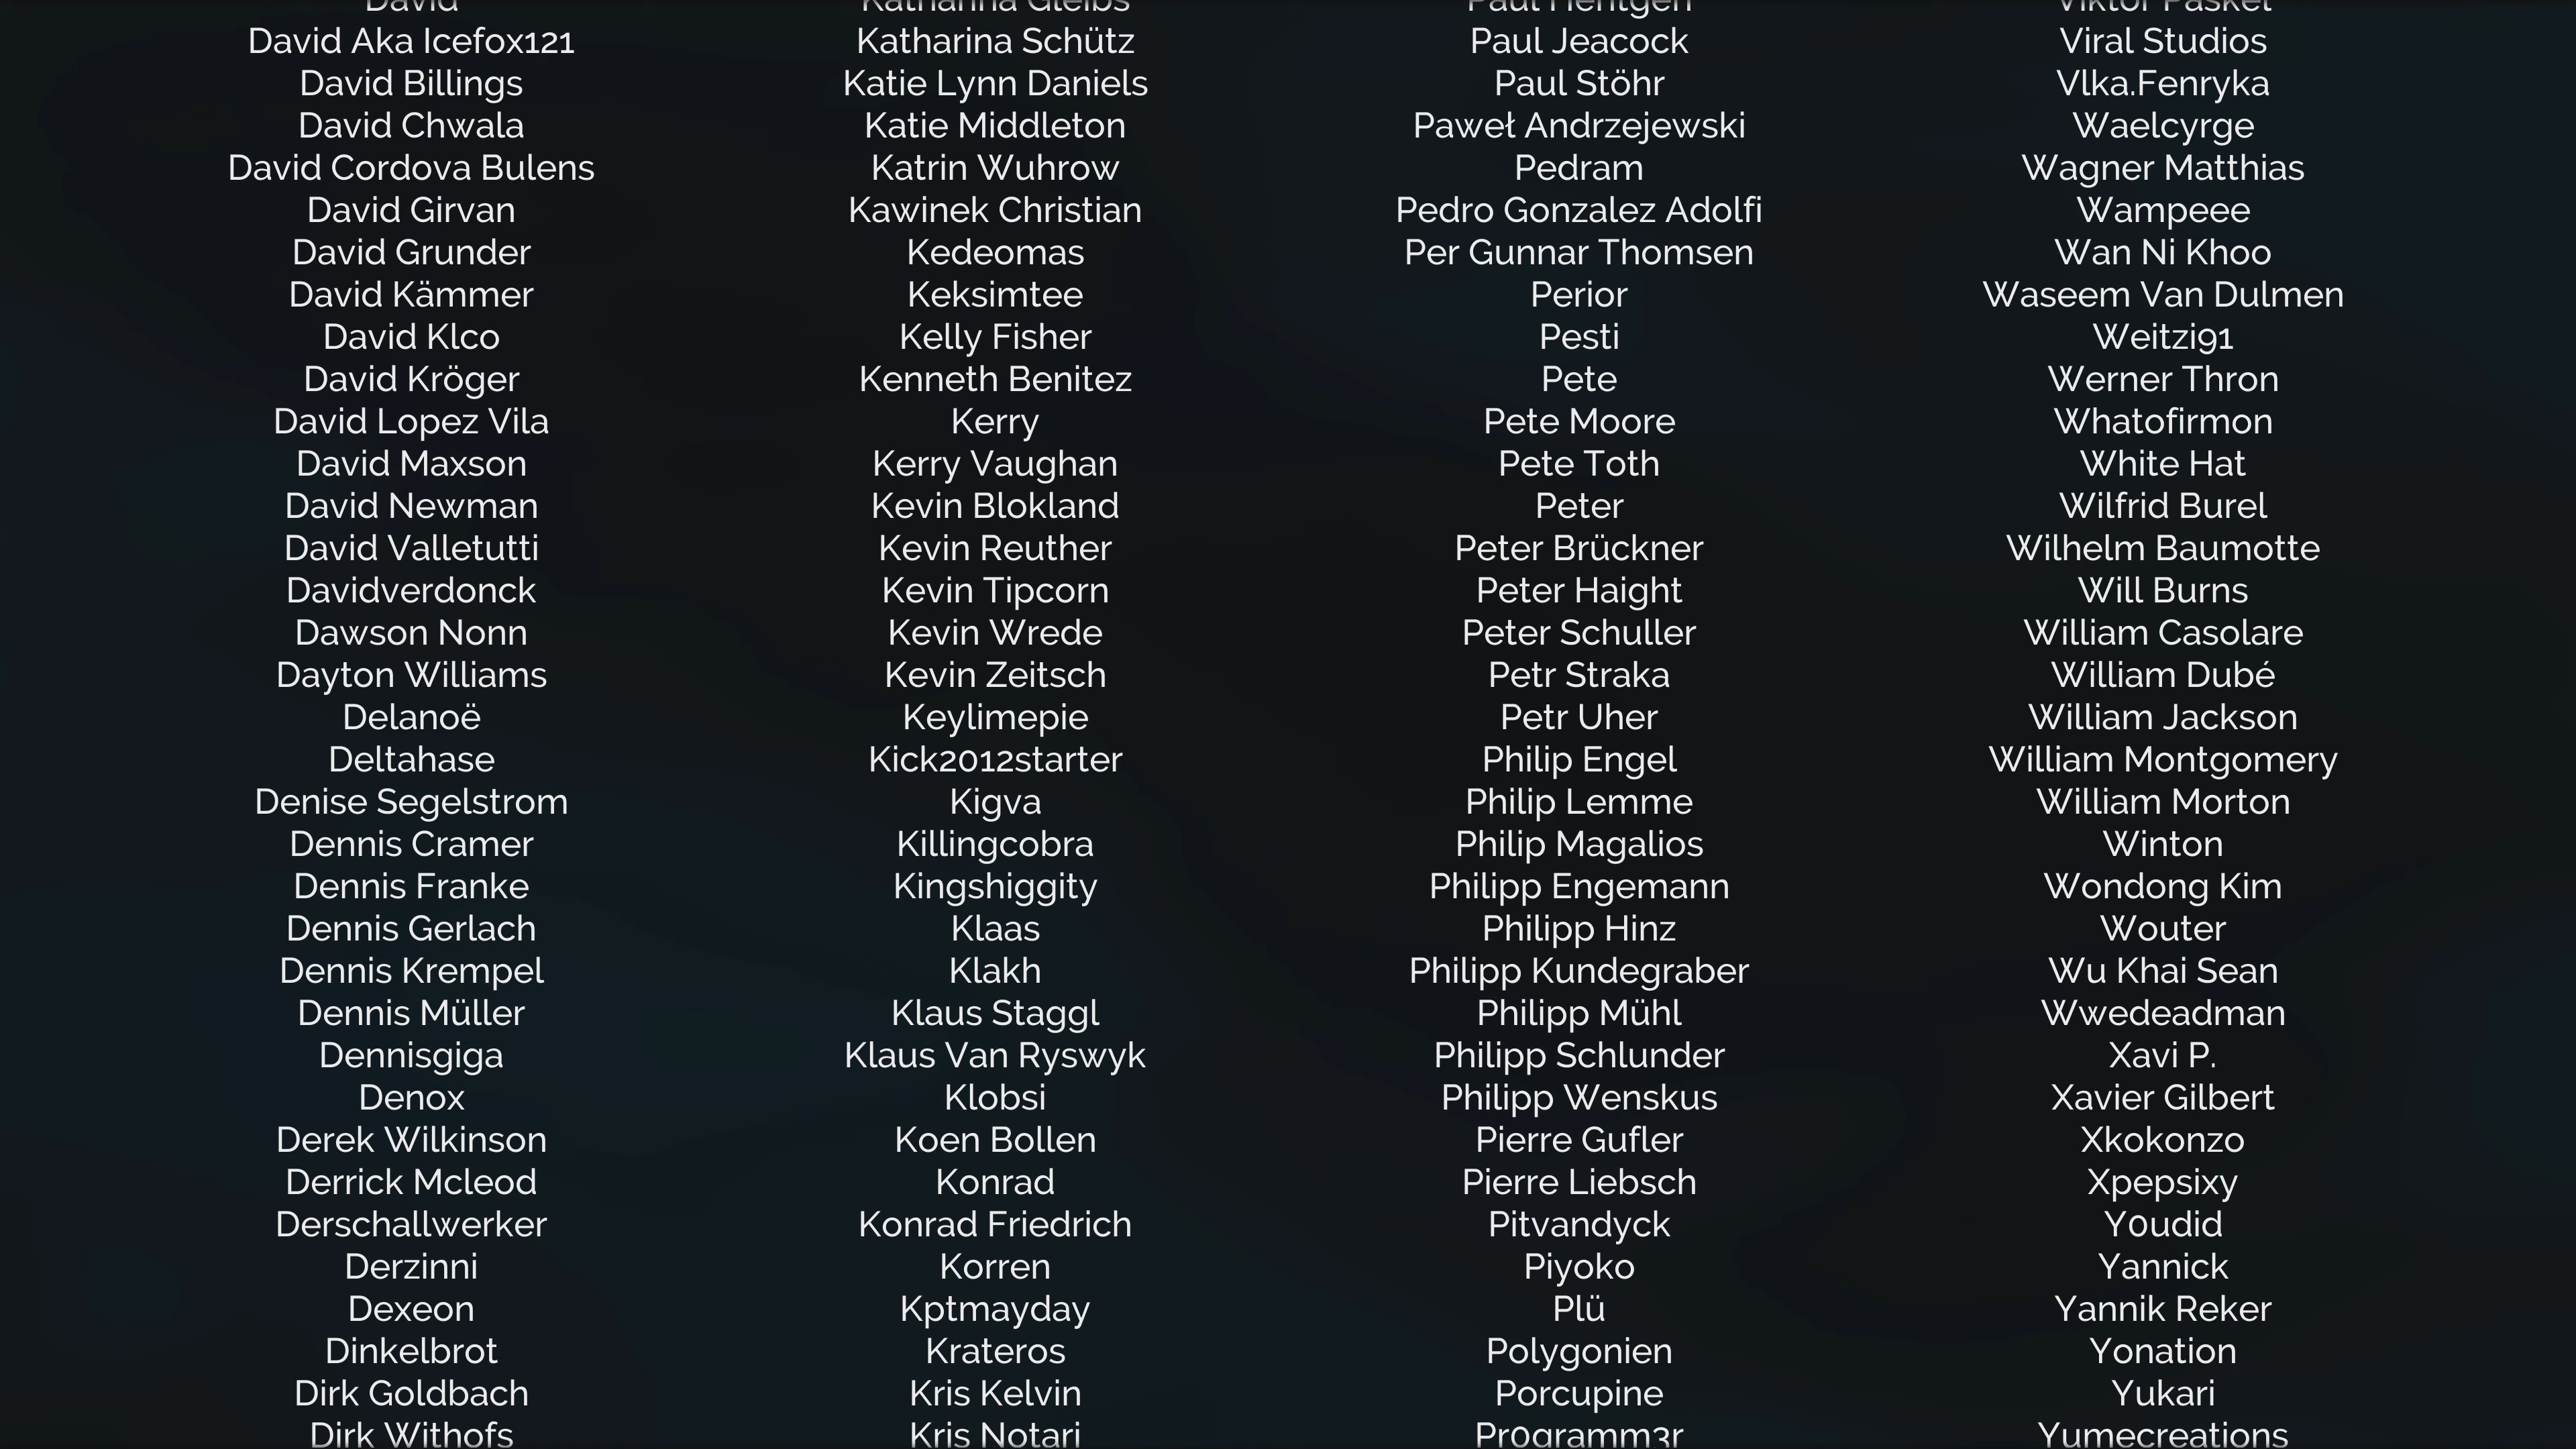 David
David Aka Icefox121
David Billings
David Chwala
David Cordova Bulens
David Girvan
David Grunder
David Kämmer
David Klco
David Kröger
David Lopez Vila
David Maxson
David Newman
David Valletutti
Davidverdonck
Dawson Nonn
Dayton Williams
Delanoë
Deltahase
Denise Segelstrom
Dennis Cramer
Dennis Franke
Dennis Gerlach
Dennis Krempel
Dennis Müller
Dennisgiga
Denox
Derek Wilkinson
Derrick Mcleod
Derschallwerker
Derzinni
Dexeon
Dinkelbrot
Dirk Goldbach
Dirk Withofs
Katharina Gleibs
Katharina Schütz
Katie Lynn Daniels
Katie Middleton
Katrin Wuhrow
Kawinek Christian
Kedeomas
Keksimtee
Kelly Fisher
Kenneth Benitez
Kerry
Kerry Vaughan
Kevin Blokland
Kevin Reuther
Kevin Tipcorn
Kevin Wrede
Kevin Zeitsch
Keylimepie
Kick2012starter
Kigva
Killingcobra
Kingshiggity
Klaas
Klakh
Klaus Staggl
Klaus Van Ryswyk
Klobsi
Koen Bollen
Konrad
Konrad Friedrich
Korren
Kptmayday
Krateros
Kris Kelvin
Kris Notari
Paul Hentgen
Paul Jeacock
Paul Stöhr
Paweł Andrzejewski
Pedram
Pedro Gonzalez Adolfi
Per Gunnar Thomsen
Perior
Pesti
Pete
Pete Moore
Pete Toth
Peter
Peter Brückner
Peter Haight
Peter Schuller
Petr Straka
Petr Uher
Philip Engel
Philip Lemme
Philip Magalios
Philipp Engemann
Philipp Hinz
Philipp Kundegraber
Philipp Mühl
Philipp Schlunder
Philipp Wenskus
Pierre Gufler
Pierre Liebsch
Pitvandyck
Piyoko
Plü
Polygonien
Porcupine
Pr0gramm3r
Viktor Paskel
Viral Studios
Vlka.Fenryka
Waelcyrge
Wagner Matthias
Wampeee
Wan Ni Khoo
Waseem Van Dulmen
Weitzi91
Werner Thron
Whatofirmon
White Hat
Wilfrid Burel
Wilhelm Baumotte
Will Burns
William Casolare
William Dubé
William Jackson
William Montgomery
William Morton
Winton
Wondong Kim
Wouter
Wu Khai Sean
Wwedeadman
Xavi P.
Xavier Gilbert
Xkokonzo
Xpepsixy
Y0udid
Yannick
Yannik Reker
Yonation
Yukari
Yumecreations